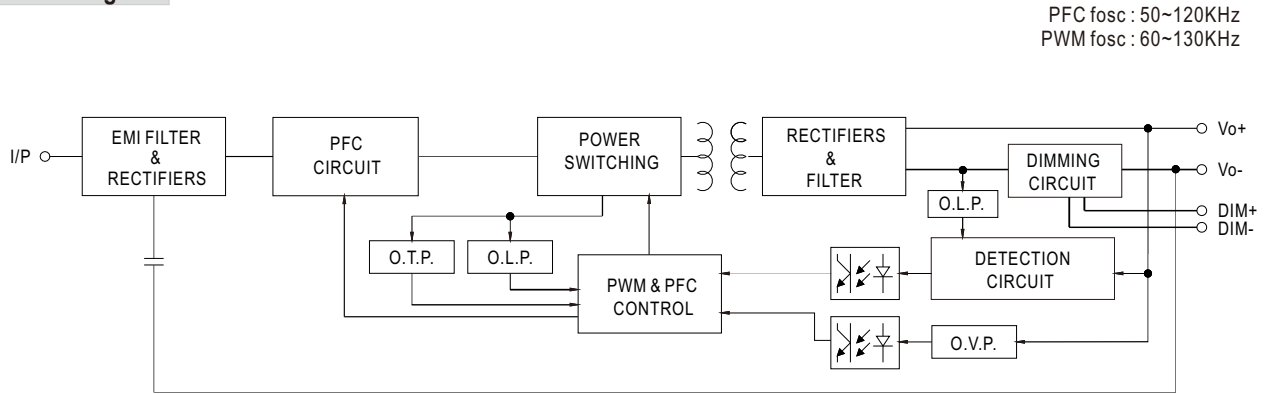 PFC fosc : 50~120KHz
PWM fosc : 60~130KHz
I/P
EMI FILTER
&
RECTIFIERS
PFC
CIRCUIT
POWER
SWITCHING
RECTIFIERS
&
FILTER
DIMMING
CIRCUIT
Vo+
Vo-
DIM+
DIM-
O.L.P.
O.T.P.
O.L.P.
PWM & PFC
CONTROL
DETECTION
CIRCUIT
O.V.P.